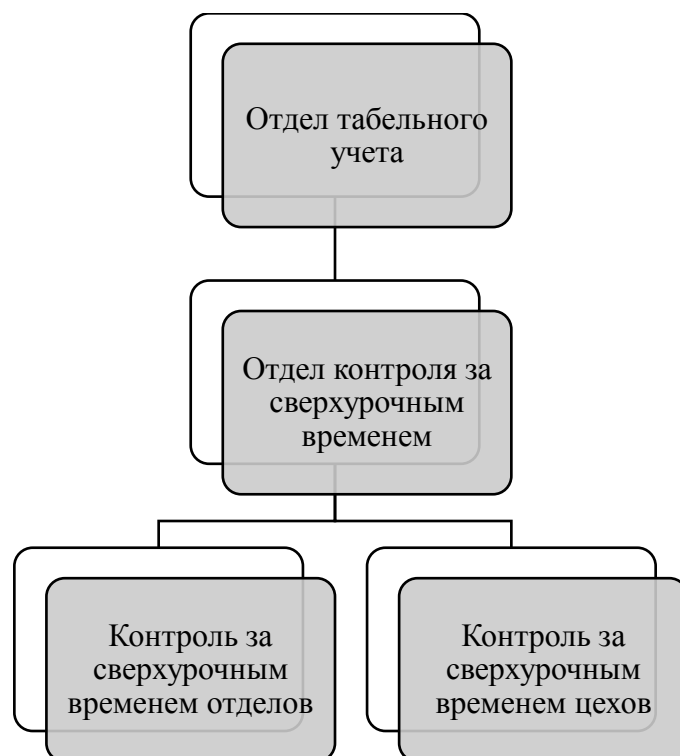 Отдел табельного
учета
Отдел контроля за
сверхурочным
временем
Контроль за
сверхурочным
временем отделов
Контроль за
сверхурочным
временем цехов